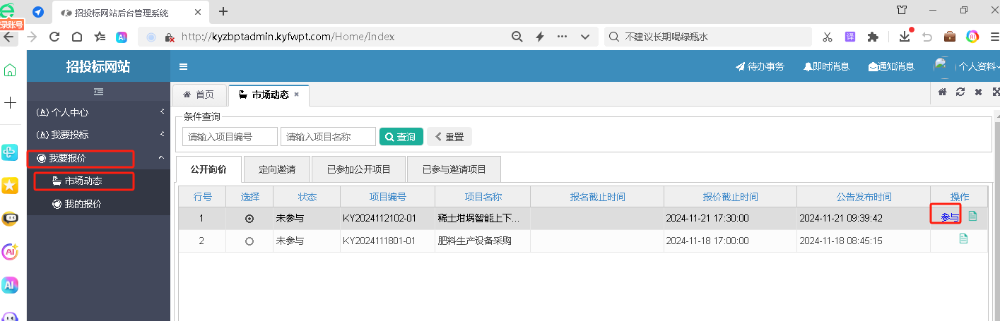 招投标网站后台管理系统
录账号
http://kyzbptadmin.kyfwpt.com/Home/Index
不建议长期喝绿瓶水
招投标网站
待办事务 即时消息 通知消息 个人资料
个人中心
我要投标
我要报价
市场动态
我的报价
首页 市场动态
条件查询
请输入项目编号 请输入项目名称 查询 重置
公开询价 定向邀请 已参加公开项目 已参与邀请项目
行号 选择 状态 项目编号 项目名称 报名截止时间 报价截止时间 公告发布时间 操作
1 未参与 KY2024112102-01 稀土坩埚智能上下... 2024-11-21 17:30:00 2024-11-21 09:39:42 参与
2 未参与 KY2024111801-01 肥料生产设备采购 2024-11-18 17:00:00 2024-11-18 08:45:15